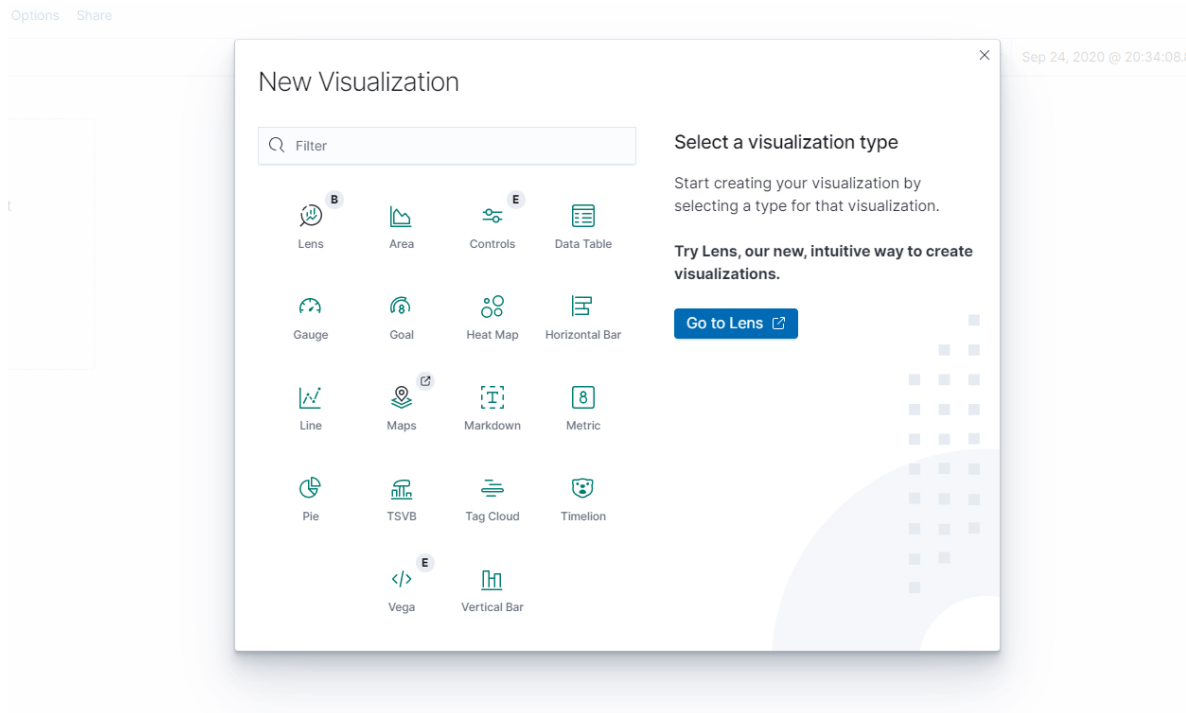 Options Share
Sep 24, 2020 @ 20:34:08.
New Visualization
Filter
B
E
Lens Area Controls Data Table
8
Gauge Goal Heat Map Horizontal Bar
T
8
Line Maps Markdown Metric
Pie TSVB Tag Cloud Timelion
E
</>
Vega Vertical Bar
Select a visualization type
Start creating your visualization by
selecting a type for that visualization.
Try Lens, our new, intuitive way to create
visualizations.
Go to Lens